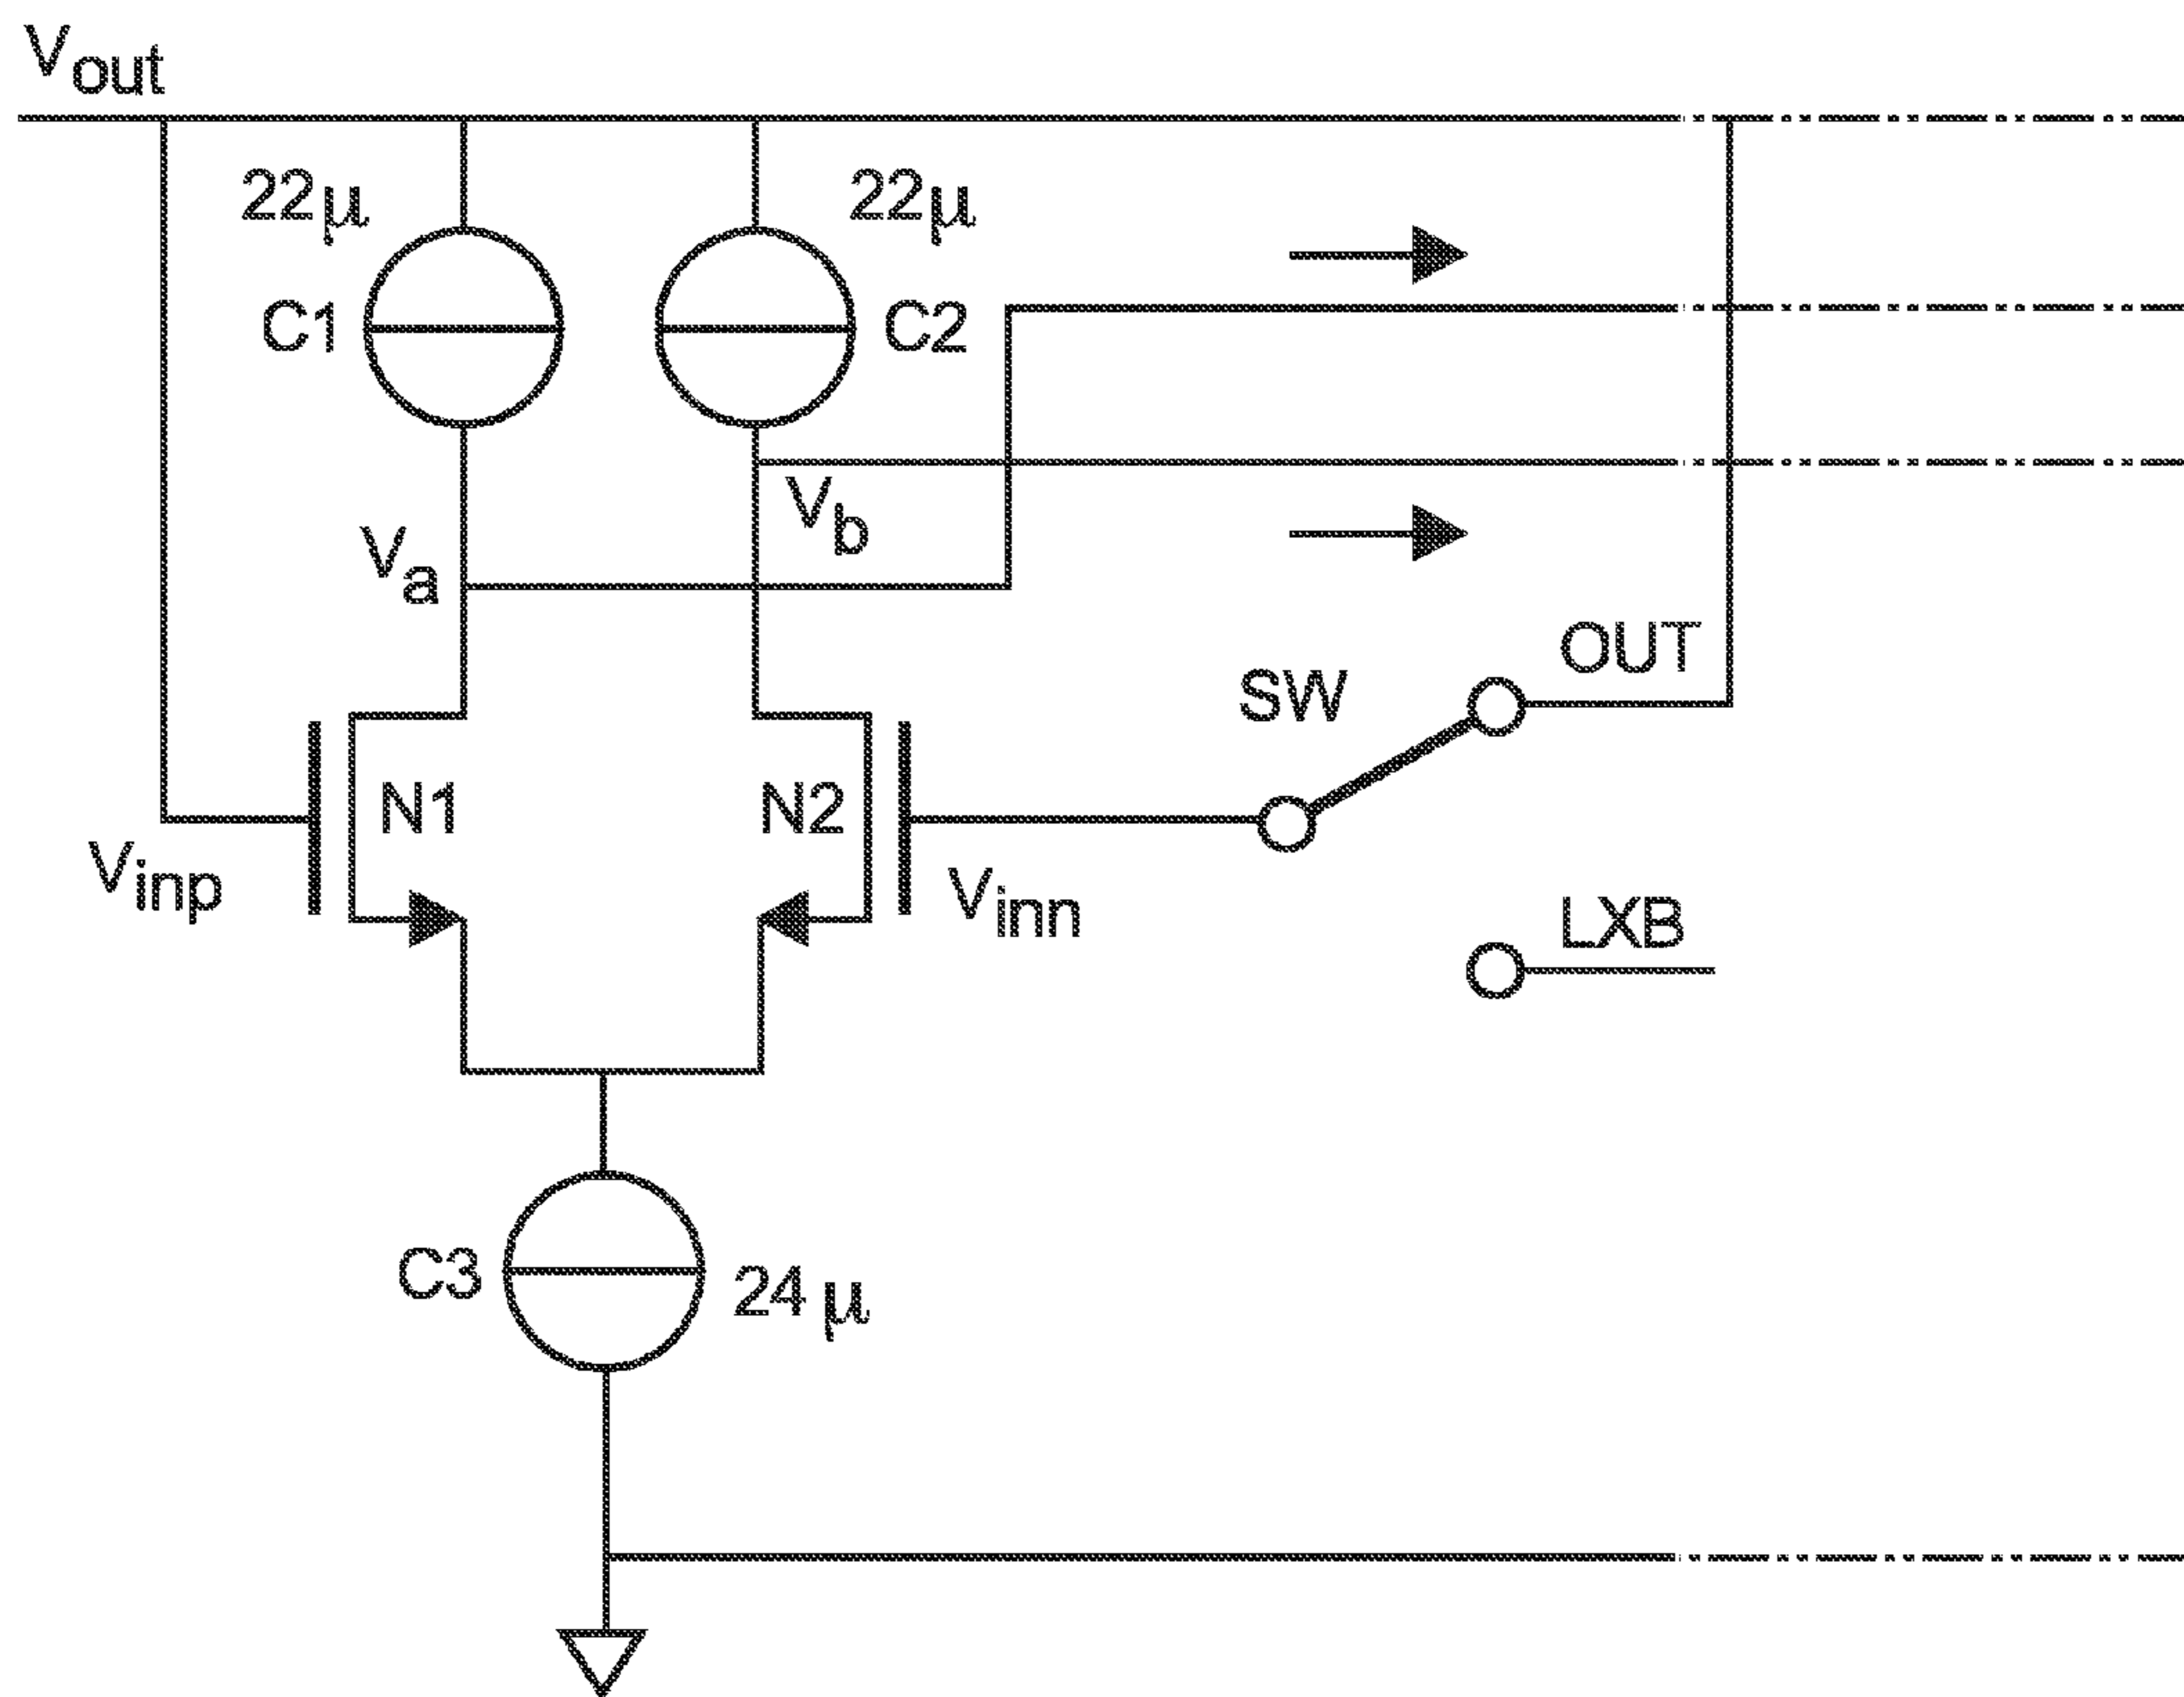 Vout
22µ
22µ
C1
C2
Vb
Va
OUT
SW
N1
N2
Vinp
Vinn
LXB
C3
24 µ